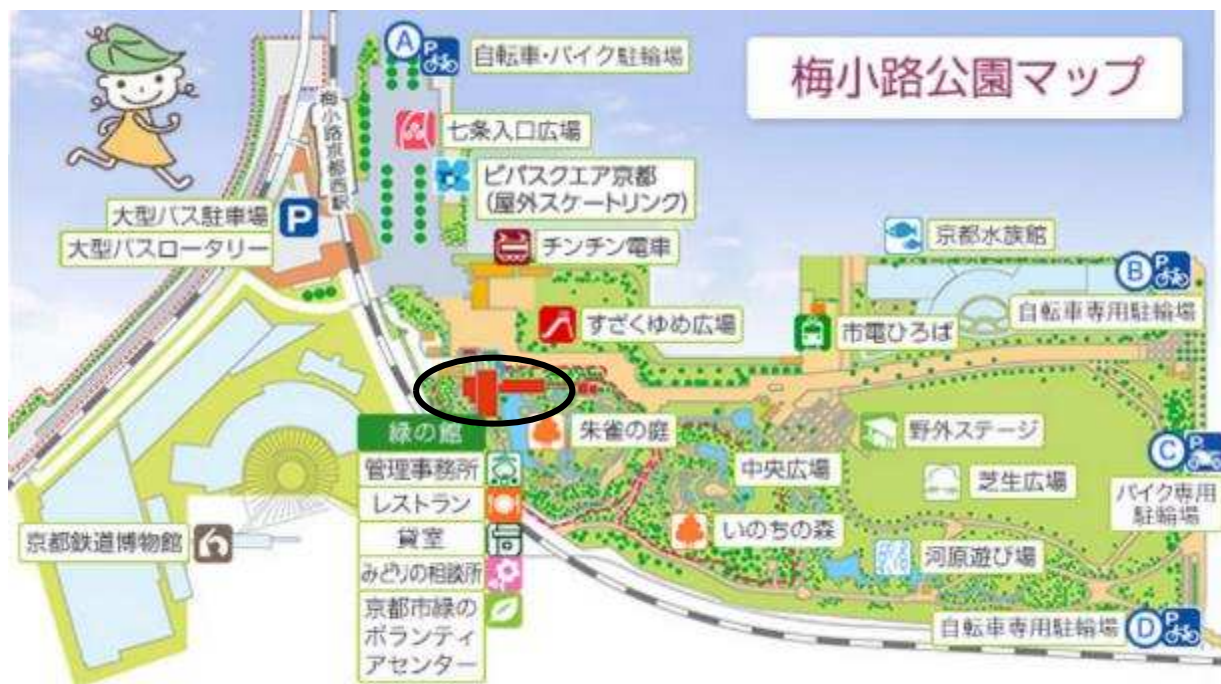 梅小路公園マップ
A
P
自転車・バイク駐輪場
梅小路京都西駅
七条入口広場
ビバスクエア京都
(屋外スケートリンク)
大型バス駐車場
大型バスロータリー
P
チンチン電車
京都水族館
B
P
自転車専用駐輪場
すざくゆめ広場
市電ひろば
緑の館
朱雀の庭
野外ステージ
管理事務所
中央広場
C
P
レストラン
芝生広場
バイク専用
駐輪場
貸室
いのちの森
京都鉄道博物館
みどりの相談所
河原遊び場
京都市緑の
ボランティ
アセンター
自転車専用駐輪場
D
P